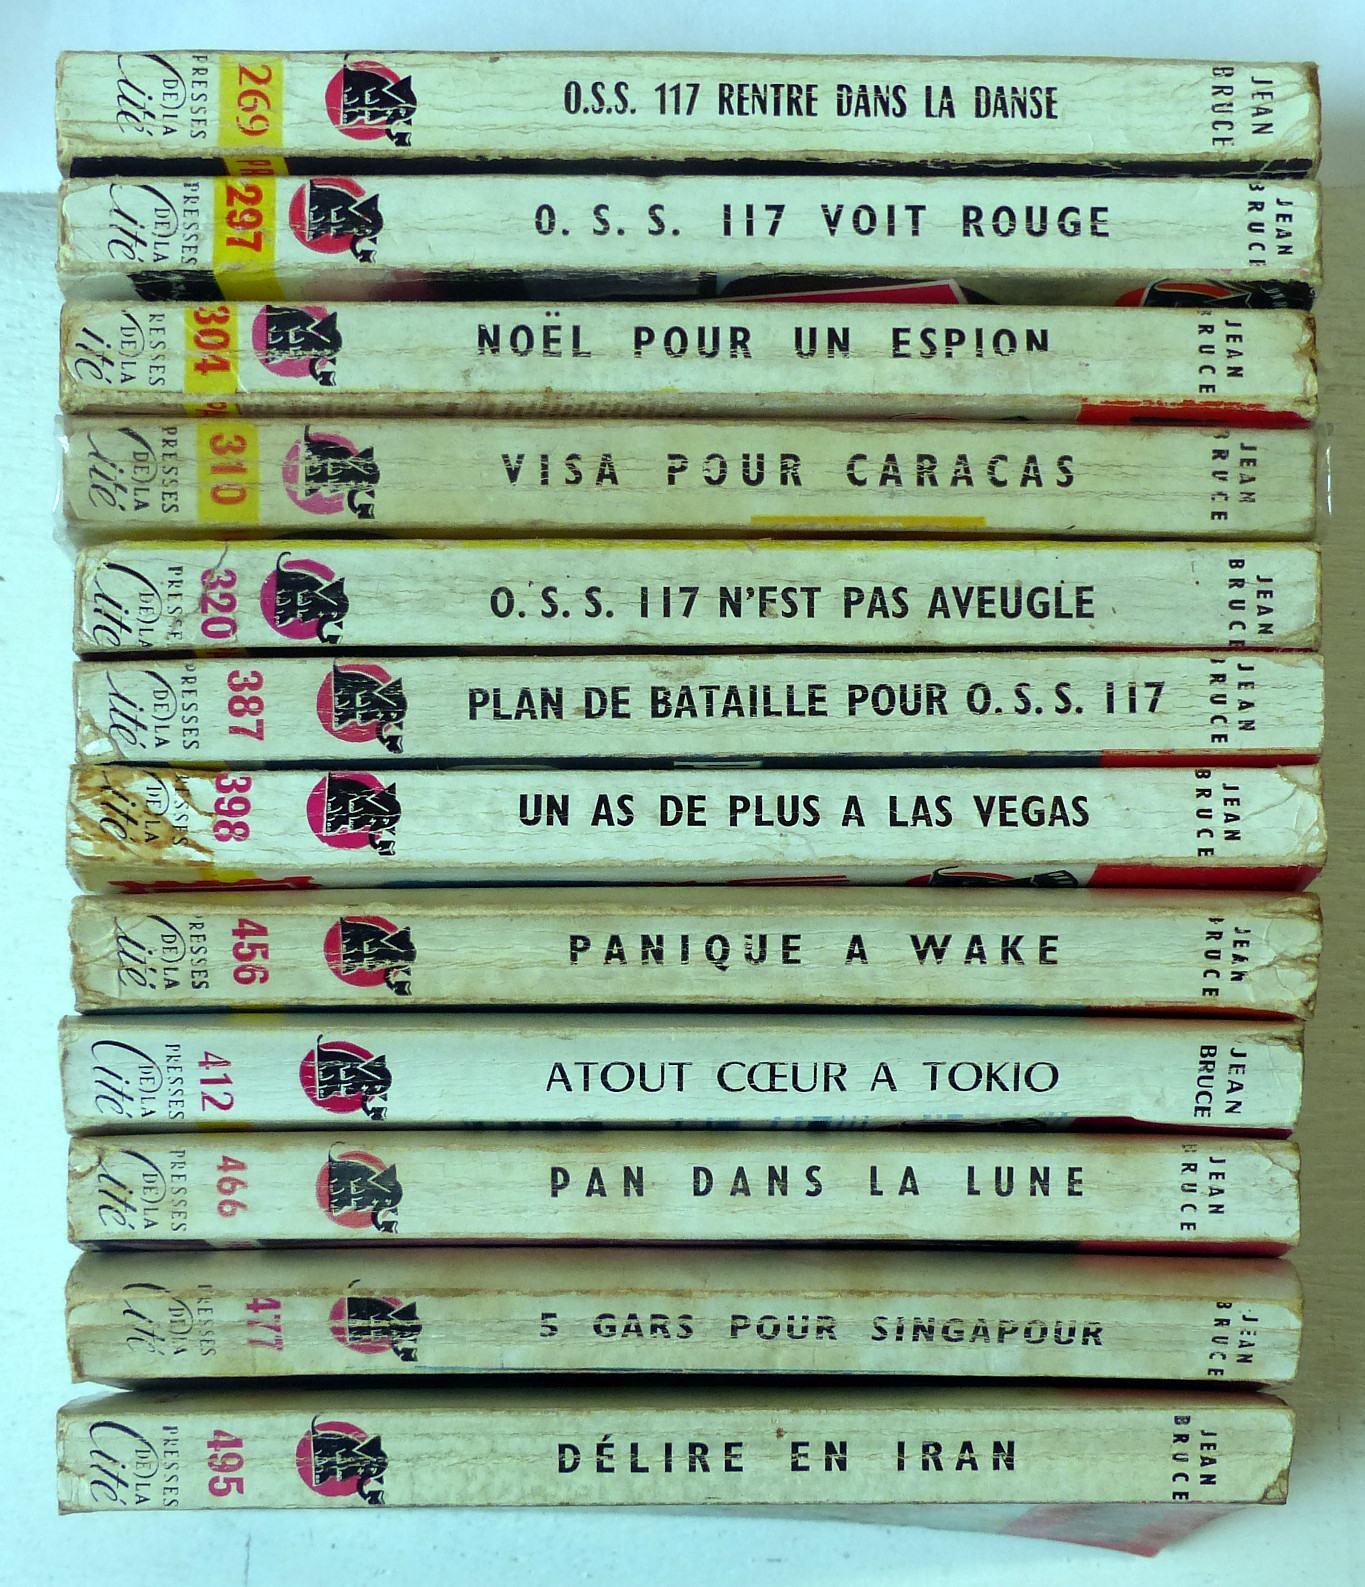 PRESSES DE LA Cité 269 O.S.S. 117 RENTRE DANS LA DANSE JEAN BRUCE
PRESSES DE LA Cité 297 O. S. S. 117 VOIT ROUGE JEAN BRUCE
PRESSES DE LA Cité 301 NOËL POUR UN ESPION JEAN BRUCE
PRESSES DE LA Cité 310 VISA POUR CARACAS JEAN BRUCE
PRESSES DE LA Cité 320 O. S. S. 117 N'EST PAS AVEUGLE JEAN BRUCE
PRESSES DE LA Cité 387 PLAN DE BATAILLE POUR O. S. S. 117 JEAN BRUCE
PRESSES DE LA Cité 398 UN AS DE PLUS A LAS VEGAS JEAN BRUCE
PRESSES DE LA Cité 456 PANIQUE A WAKE JEAN BRUCE
PRESSES DE LA Cité 412 ATOUT CŒUR A TOKIO JEAN BRUCE
PRESSES DE LA Cité 466 PAN DANS LA LUNE JEAN BRUCE
PRESSES DE LA Cité 477 5 GARS POUR SINGAPOUR JEAN BRUCE
PRESSES DE LA Cité 495 DÉLIRE EN IRAN JEAN BRUCE